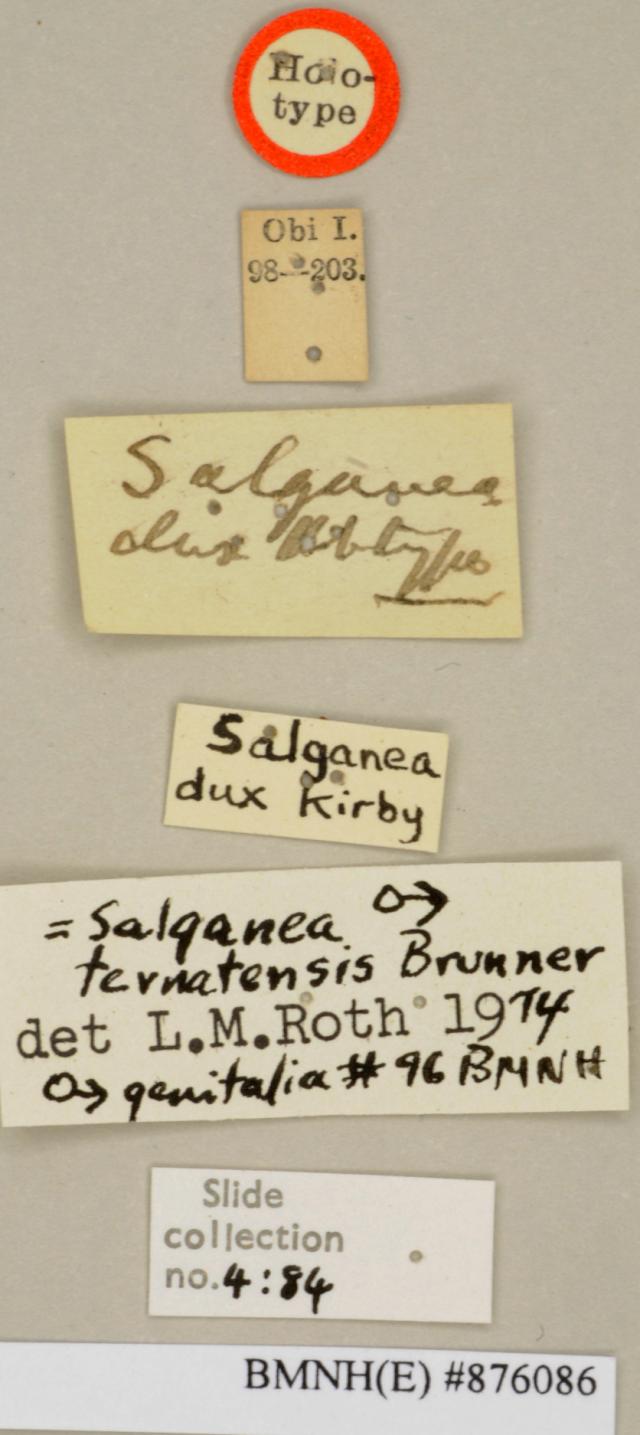 Holo-
type
Obi I.
98—203.
Salganea
dux
Salganea
dux Kirby
= Salganea ♂
ternatensis Brunner
det L.M.Roth 1974
♂ genitalia # 96 BMNH
Slide
collection
no. 4:84
BMNH(E) #876086